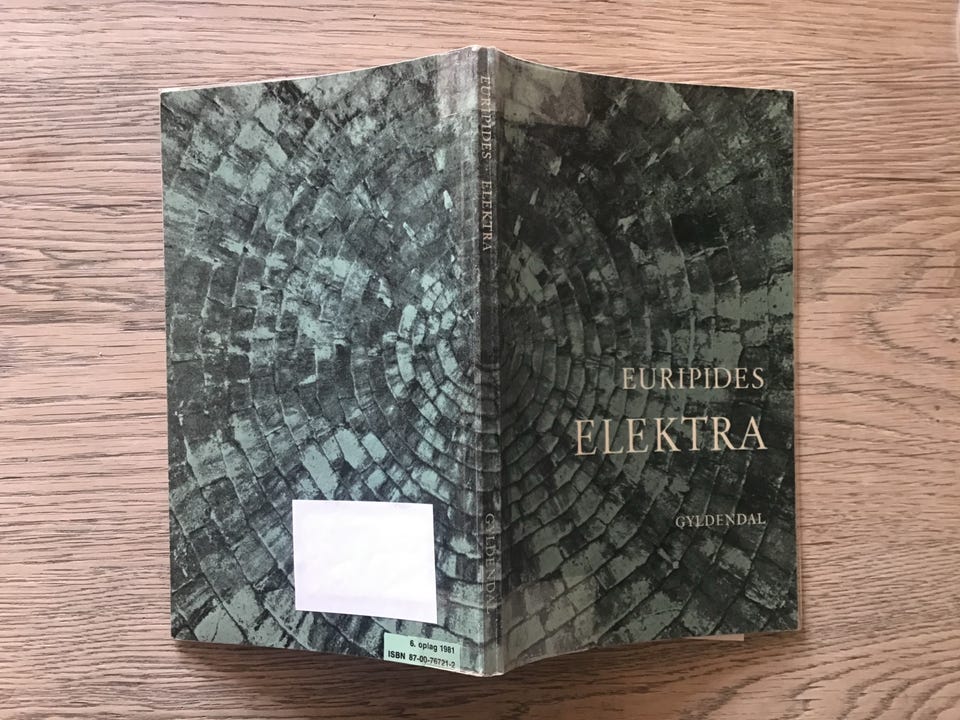 EURIPIDES
ELEKTRA
GYLDENDAL
EURIPIDES · ELEKTRA
GYLDENDAL
6. oplag 1981
ISBN 87-00-76721-2